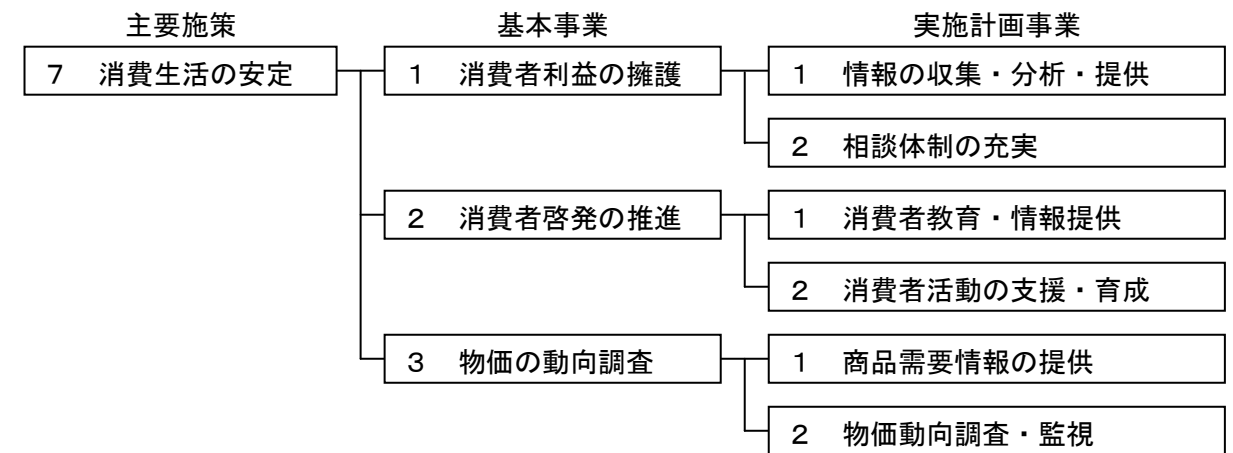 主要施策 基本事業 実施計画事業
7 消費生活の安定 1 消費者利益の擁護 1 情報の収集・分析・提供
2 相談体制の充実
2 消費者啓発の推進 1 消費者教育・情報提供
2 消費者活動の支援・育成
3 物価の動向調査 1 商品需要情報の提供
2 物価動向調査・監視